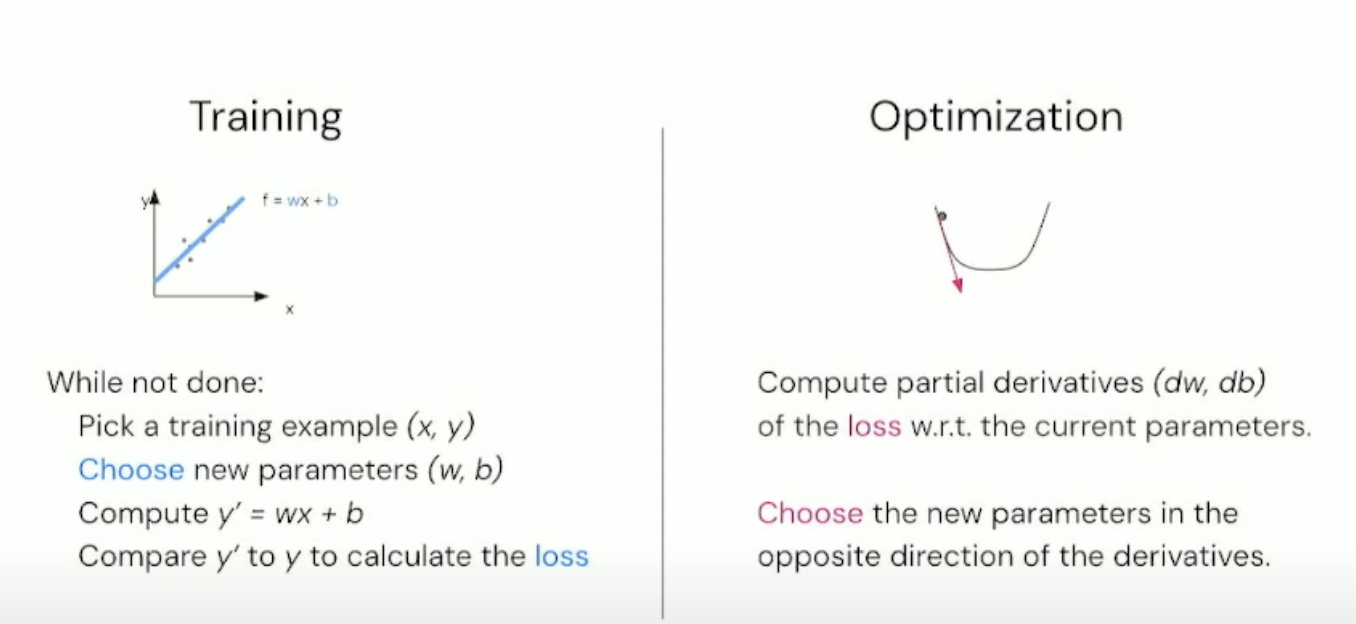 Training
y
f = wx + b
x
While not done:
Pick a training example (x, y)
Choose new parameters (w, b)
Compute y’ = wx + b
Compare y’ to y to calculate the loss
Optimization
Compute partial derivatives (dw, db)
of the loss w.r.t. the current parameters.
Choose the new parameters in the
opposite direction of the derivatives.